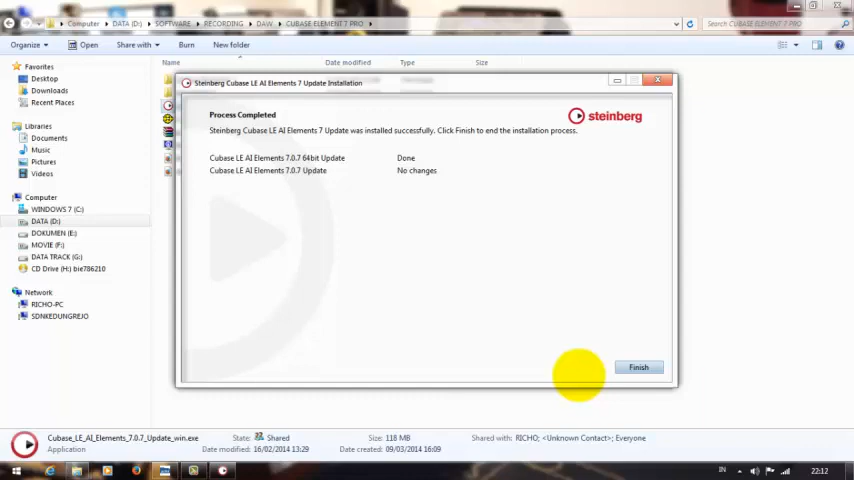 Computer ▸ DATA (D:) ▸ SOFTWARE ▸ RECORDING ▸ DAW ▸ CUBASE ELEMENT 7 PRO ▸
Search CUBASE ELEMENT 7 PRO
Organize Open Share with Burn New folder
Favorites
Desktop
Downloads
Recent Places
Libraries
Documents
Music
Pictures
Videos
Computer
WINDOWS 7 (C:)
DATA (D:)
DOKUMEN (E:)
MOVIE (F:)
DATA TRACK (G:)
CD Drive (H:) bie786210
Network
RICHO-PC
SDNKEDUNGREJO
Name Date modified Type Size
Steinberg Cubase LE AI Elements 7 Update Installation
Process Completed
steinberg
Steinberg Cubase LE AI Elements 7 Update was installed successfully. Click Finish to end the installation process.
Cubase LE AI Elements 7.0.7 64bit Update Done
Cubase LE AI Elements 7.0.7 Update No changes
Finish
Cubase_LE_AI_Elements_7.0.7_Update_win.exe State: Shared Size: 118 MB Shared with: RICHO; <Unknown Contact>; Everyone
Application Date modified: 16/02/2014 13:29 Date created: 09/03/2014 16:09
IN 22:12